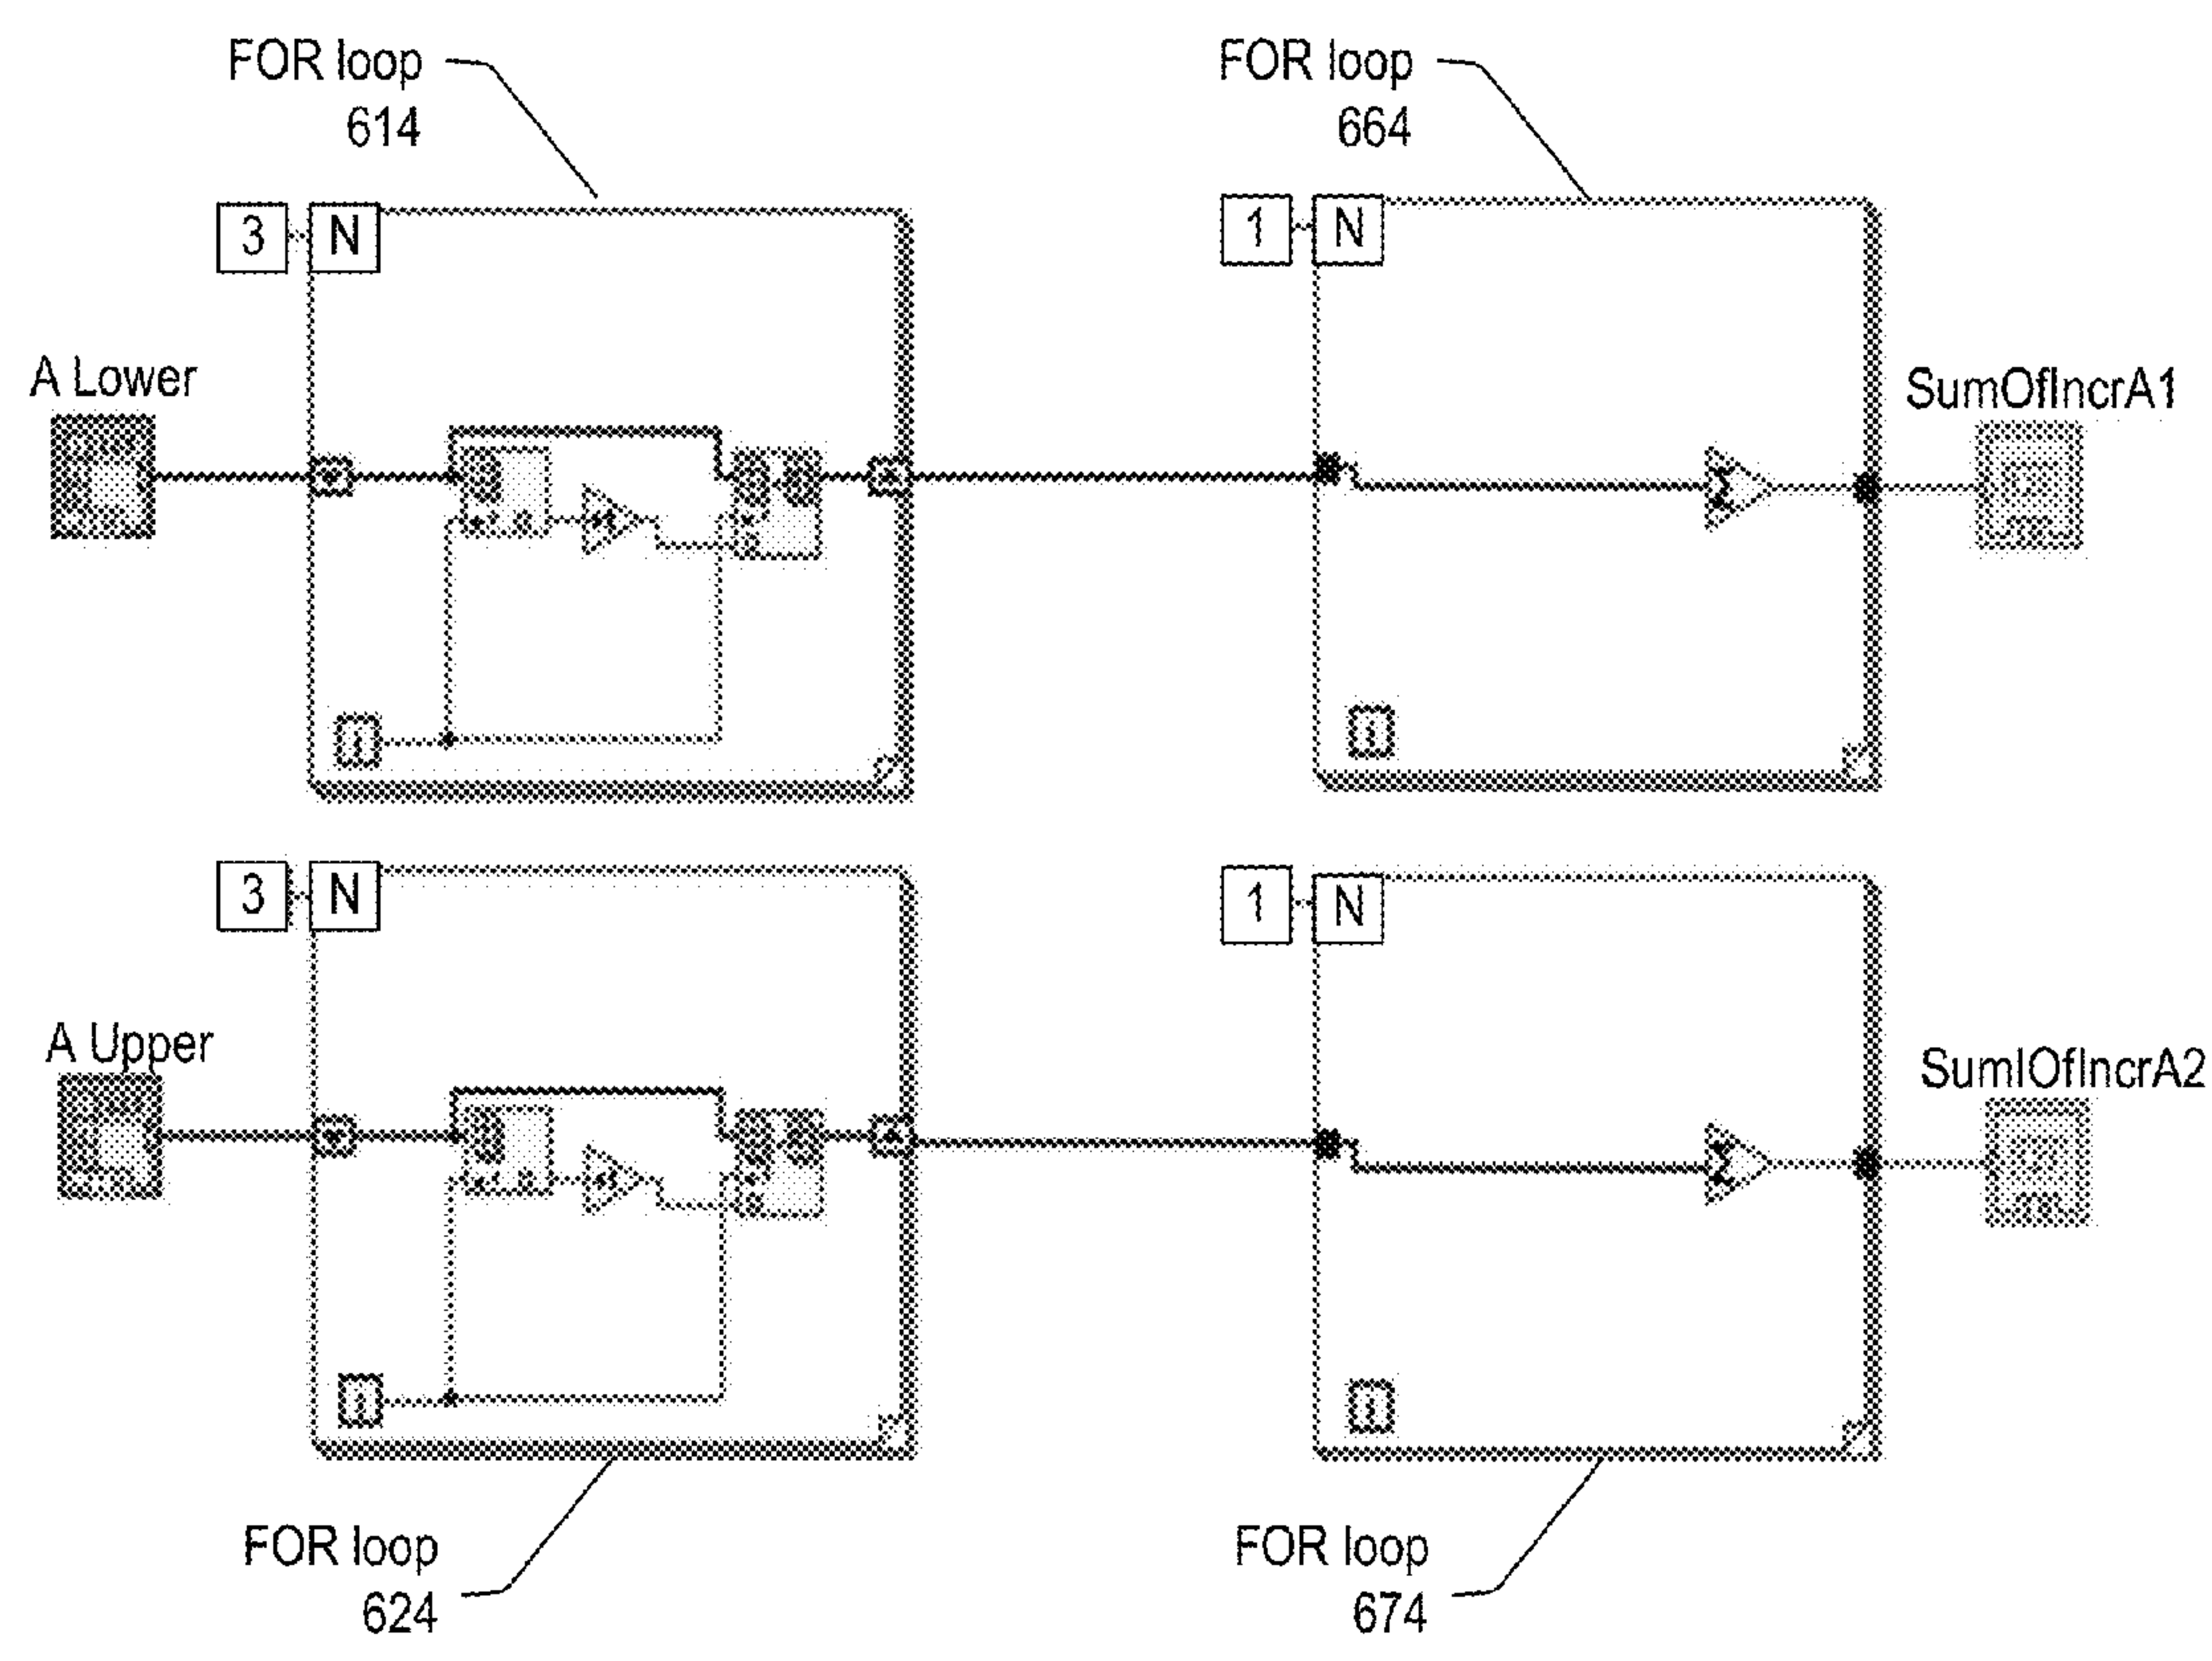 FOR loop
614
FOR loop
664
3
N
1
N
A Lower
SumOfIncrA1
i
i
3
N
1
N
A Upper
SumIOfIncrA2
i
i
FOR loop
624
FOR loop
674